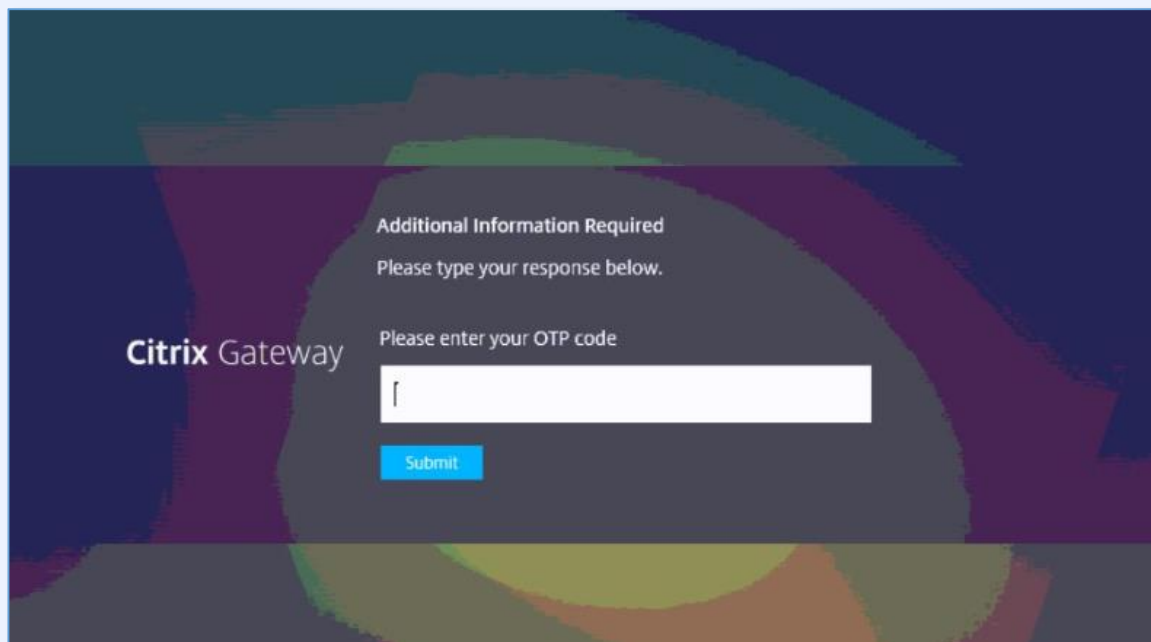 Additional Information Required
Please type your response below.
Citrix Gateway
Please enter your OTP code
Submit